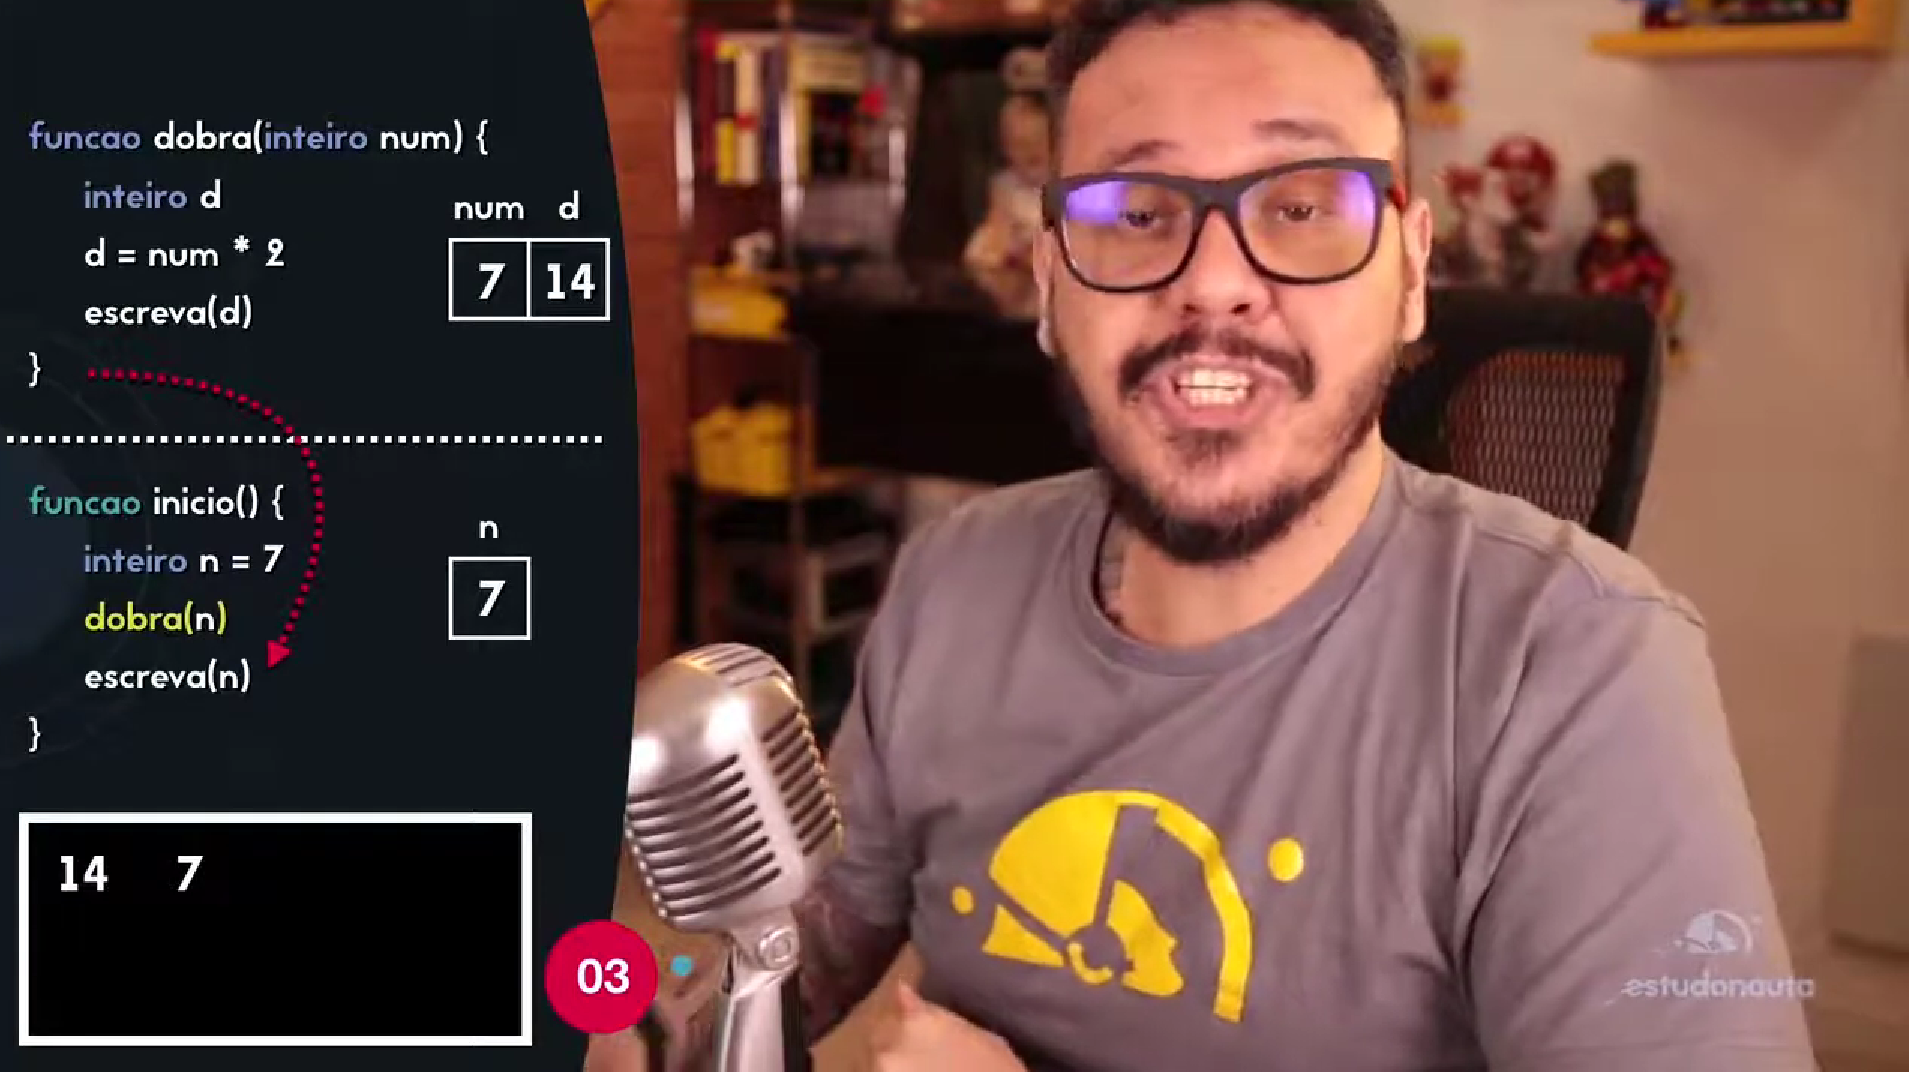 funcao dobra(inteiro num) {
inteiro d
d = num * 2
escreva(d)
}
num d
7 14
funcao inicio() {
inteiro n = 7
dobra(n)
escreva(n)
}
n
7
14 7
03
estudonauta